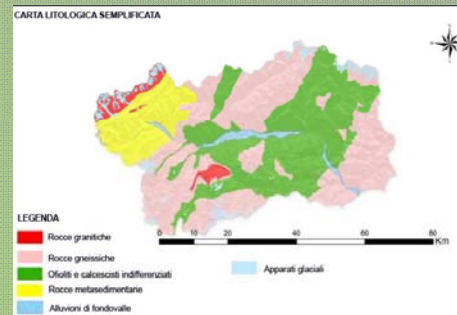 CARTA LITOLOGICA SEMPLIFICATA
LEGENDA
Rocce granitiche
Rocce gneissiche
Ofioliti e calcescisti indifferenziati
Rocce metasedimentarie
Alluvioni di fondovalle
0 10 20 40 60 80
Km
Apparati glaciali